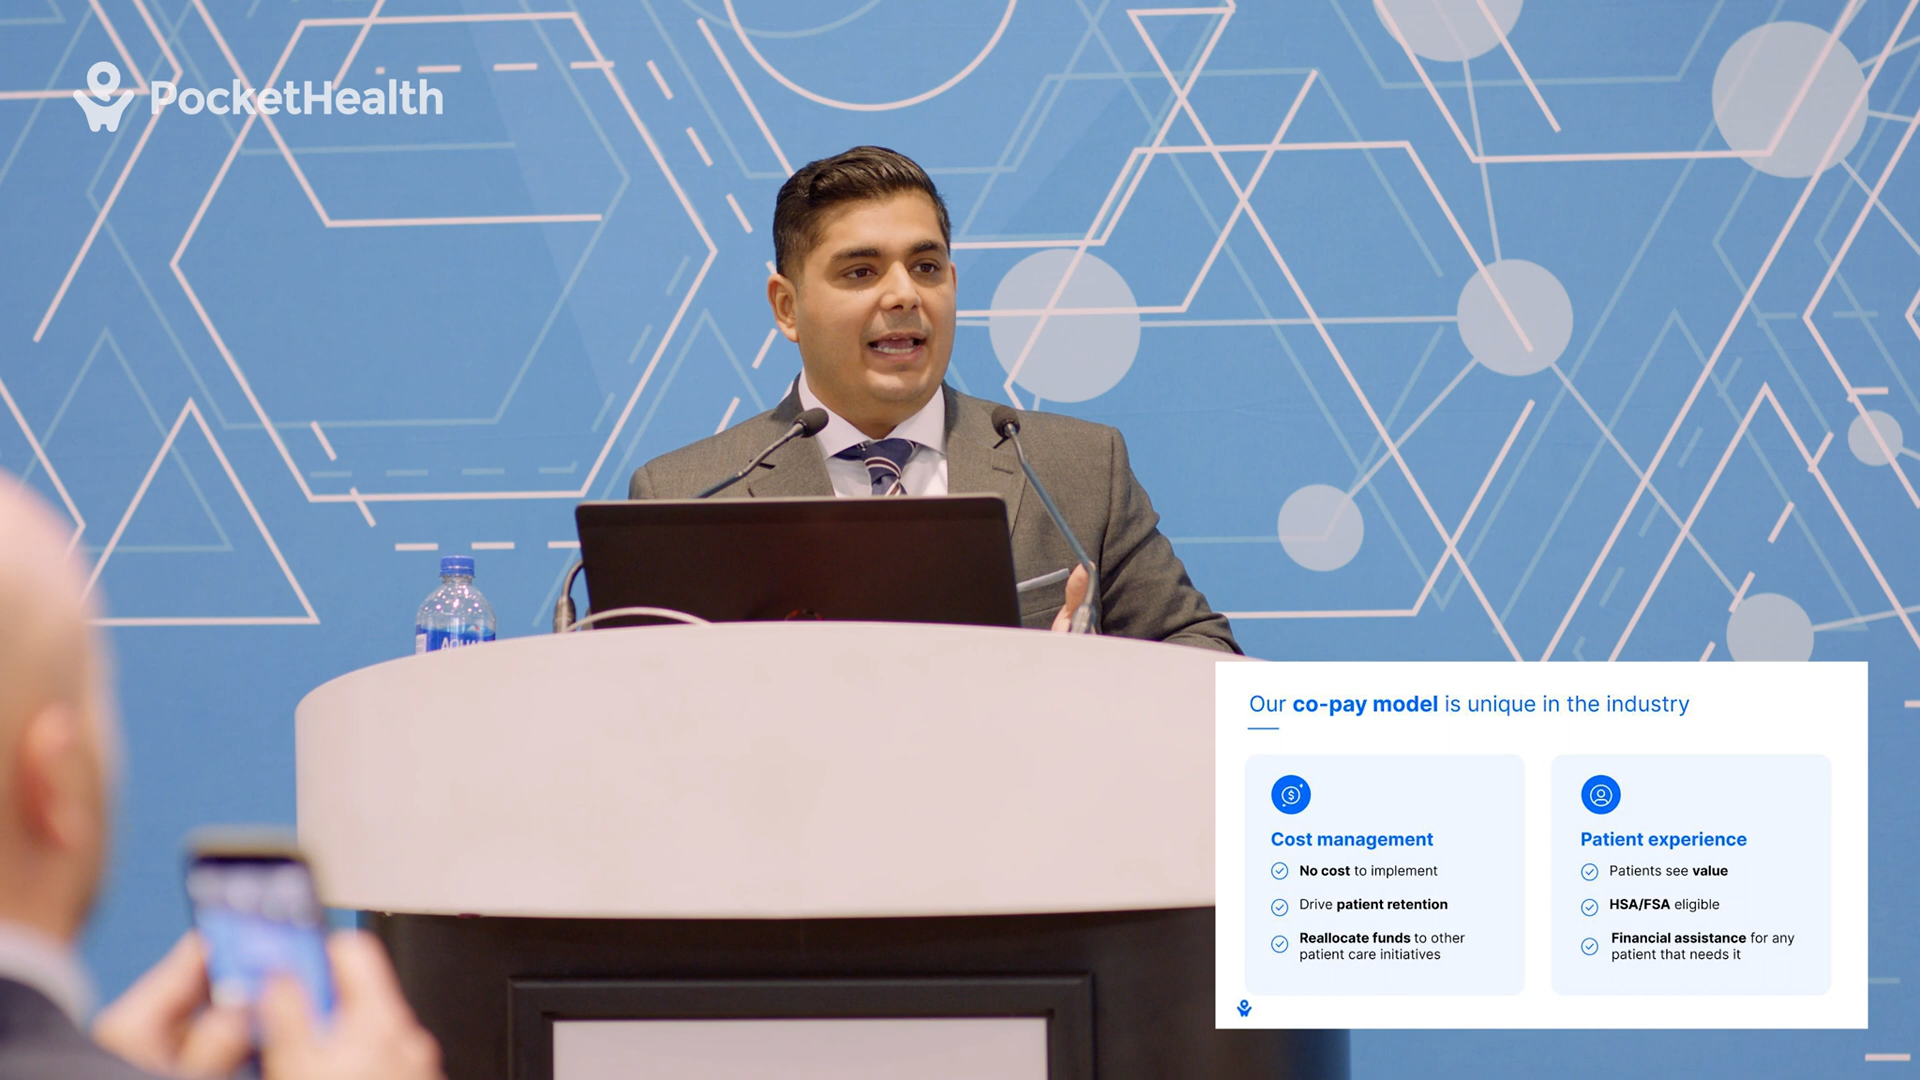 PocketHealth
Our co-pay model is unique in the industry
Cost management
No cost to implement
Drive patient retention
Reallocate funds to other
patient care initiatives
Patient experience
Patients see value
HSA/FSA eligible
Financial assistance for any
patient that needs it